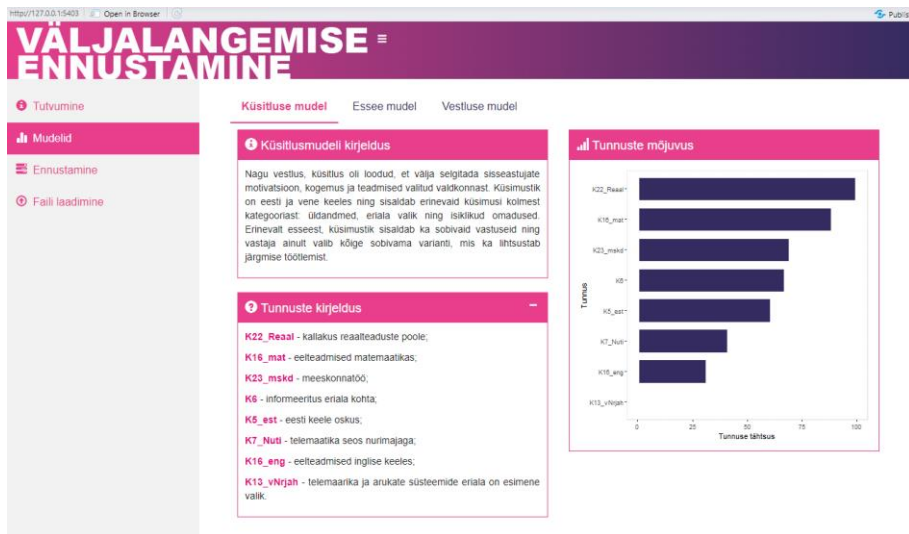 http://127.0.0.1:5403
Open in Browser
Publis
VÄLJALANGEMISE
ENNUSTAMINE
Tutvumine
Mudelid
Ennustamine
Faili laadimine
Küsitluse mudel
Essee mudel
Vestluse mudel
Küsitlusmudeli kirjeldus
Nagu vestlus, küsitlus oli loodud, et välja selgitada sisseastujate
motivatsioon, kogemus ja teadmised valitud valdkonnast. Küsimustik
on eesti ja vene keeles ning sisaldab erinevaid küsimusi kolmest
kategooriast: üldandmed, eriala valik ning isiklikud omadused.
Erinevalt esseest, küsimustik sisaldab ka sobivaid vastuseid ning
vastaja ainult valib kõige sobivama varianti, mis ka lihtsustab
järgmise töötlemist.
Tunnuste kirjeldus
K22_Reaal - kallakus reaalteaduste poole;
K16_mat - eelteadmised matemaatikas;
K23_mskd - meeskonnatöö;
K6 - informeeritus eriala kohta;
K5_est - eesti keele oskus;
K7_Nuti - telemaatika seos nurimajaga;
K16_eng - eelteadmised inglise keeles;
K13_vNrjah - telemaarika ja arukate süsteemide eriala on esimene
valik.
Tunnuste mõjuvus
Tunnus
K22_Reaal
K16_mat
K23_mskd
K6
K5_est
K7_Nuti
K16_eng
K13_vNrjah
0 25 50 75 100
Tunnuse tähtsus